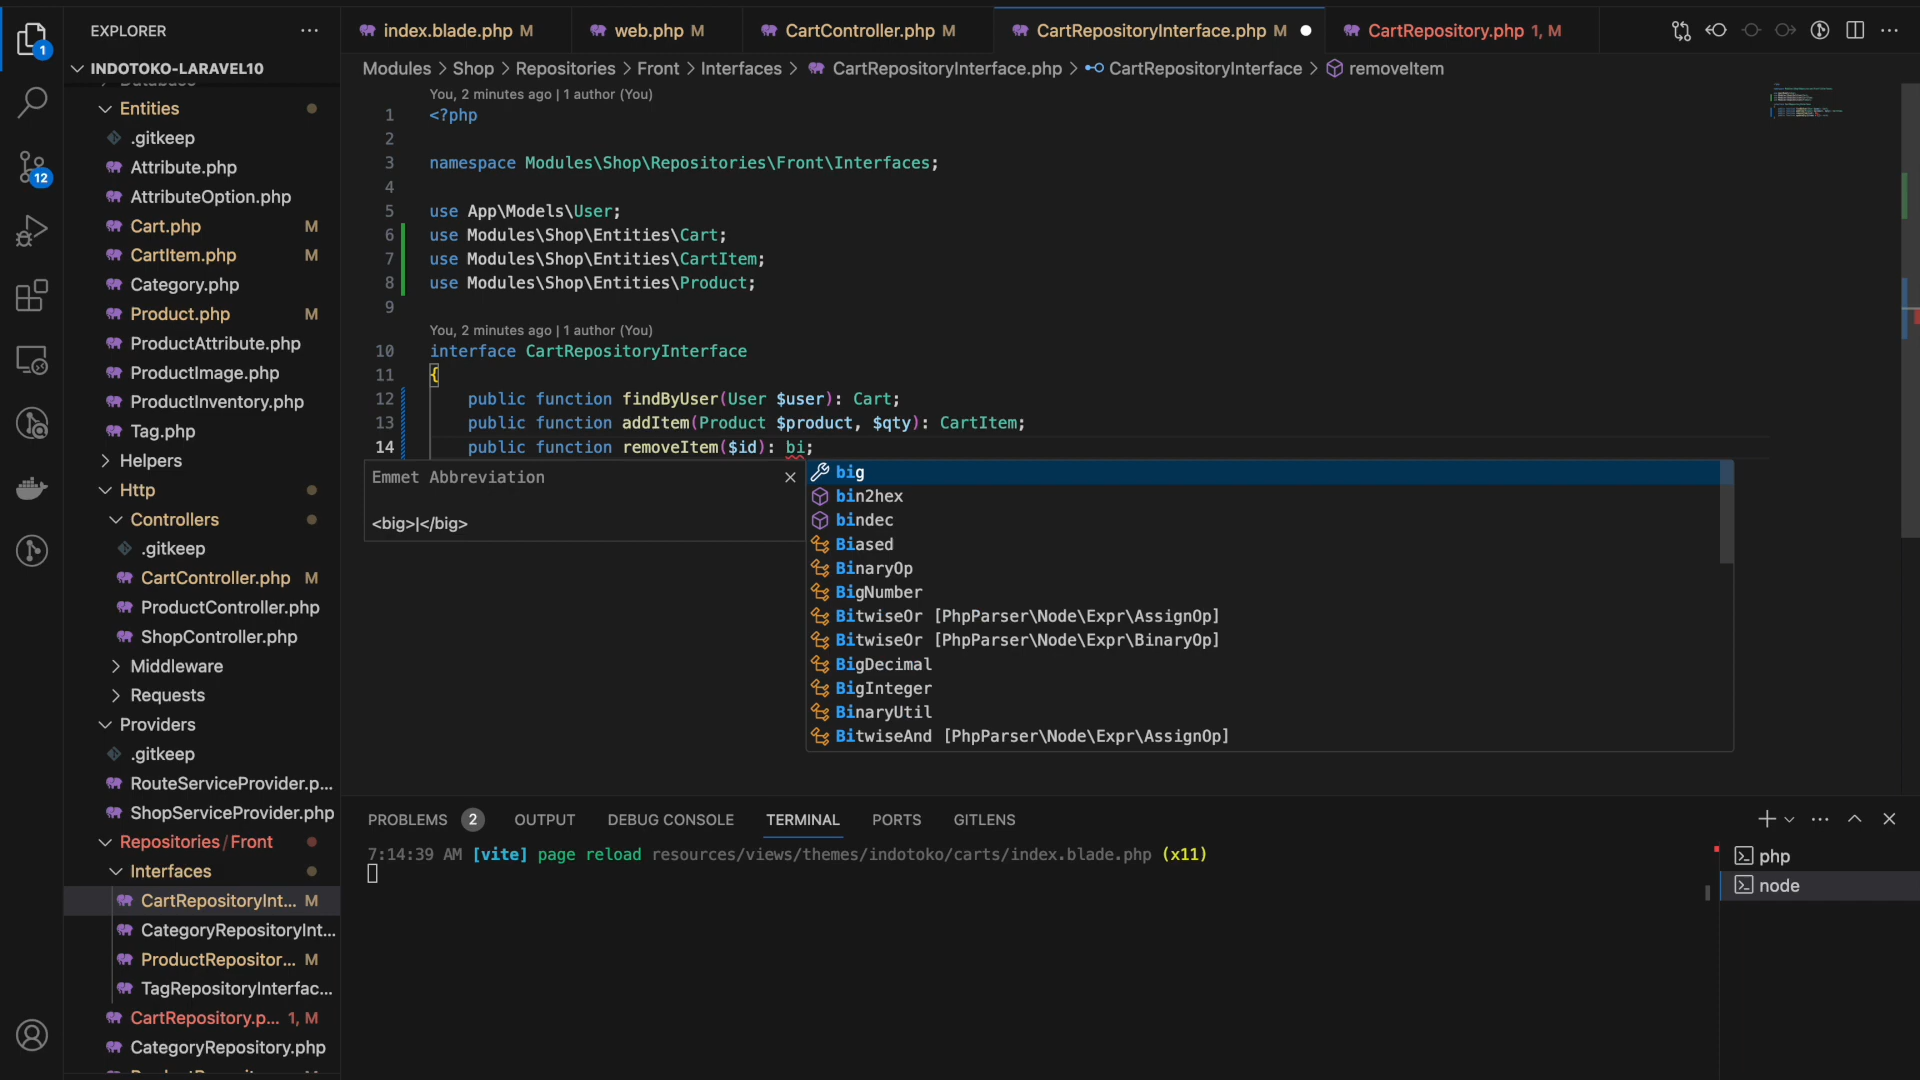 EXPLORER
INDOTOKO-LARAVEL10
Database
Entities
.gitkeep
Attribute.php
AttributeOption.php
Cart.php M
CartItem.php M
Category.php
Product.php M
ProductAttribute.php
ProductImage.php
ProductInventory.php
Tag.php
Helpers
Http
Controllers
.gitkeep
CartController.php M
ProductController.php
ShopController.php
Middleware
Requests
Providers
.gitkeep
RouteServiceProvider.p...
ShopServiceProvider.php
Repositories/Front
Interfaces
CartRepositoryInt... M
CategoryRepositoryInt...
ProductRepositor... M
TagRepositoryInterfac...
CartRepository.p... 1, M
CategoryRepository.php
1
12
index.blade.php M
web.php M
CartController.php M
CartRepositoryInterface.php M
CartRepository.php 1, M
Modules > Shop > Repositories > Front > Interfaces > CartRepositoryInterface.php > CartRepositoryInterface > removeItem
You, 2 minutes ago | 1 author (You)
1 <?php
2
3 namespace Modules\Shop\Repositories\Front\Interfaces;
4
5 use App\Models\User;
6 use Modules\Shop\Entities\Cart;
7 use Modules\Shop\Entities\CartItem;
8 use Modules\Shop\Entities\Product;
9
You, 2 minutes ago | 1 author (You)
10 interface CartRepositoryInterface
11 {
12 public function findByUser(User $user): Cart;
13 public function addItem(Product $product, $qty): CartItem;
14 public function removeItem($id): bi;
Emmet Abbreviation
<big>|</big>
big
bin2hex
bindec
Biased
BinaryOp
BigNumber
BitwiseOr [PhpParser\Node\Expr\AssignOp]
BitwiseOr [PhpParser\Node\Expr\BinaryOp]
BigDecimal
BigInteger
BinaryUtil
BitwiseAnd [PhpParser\Node\Expr\AssignOp]
PROBLEMS 2 OUTPUT DEBUG CONSOLE TERMINAL PORTS GITLENS
7:14:39 AM [vite] page reload resources/views/themes/indotoko/carts/index.blade.php (x11)
php
node